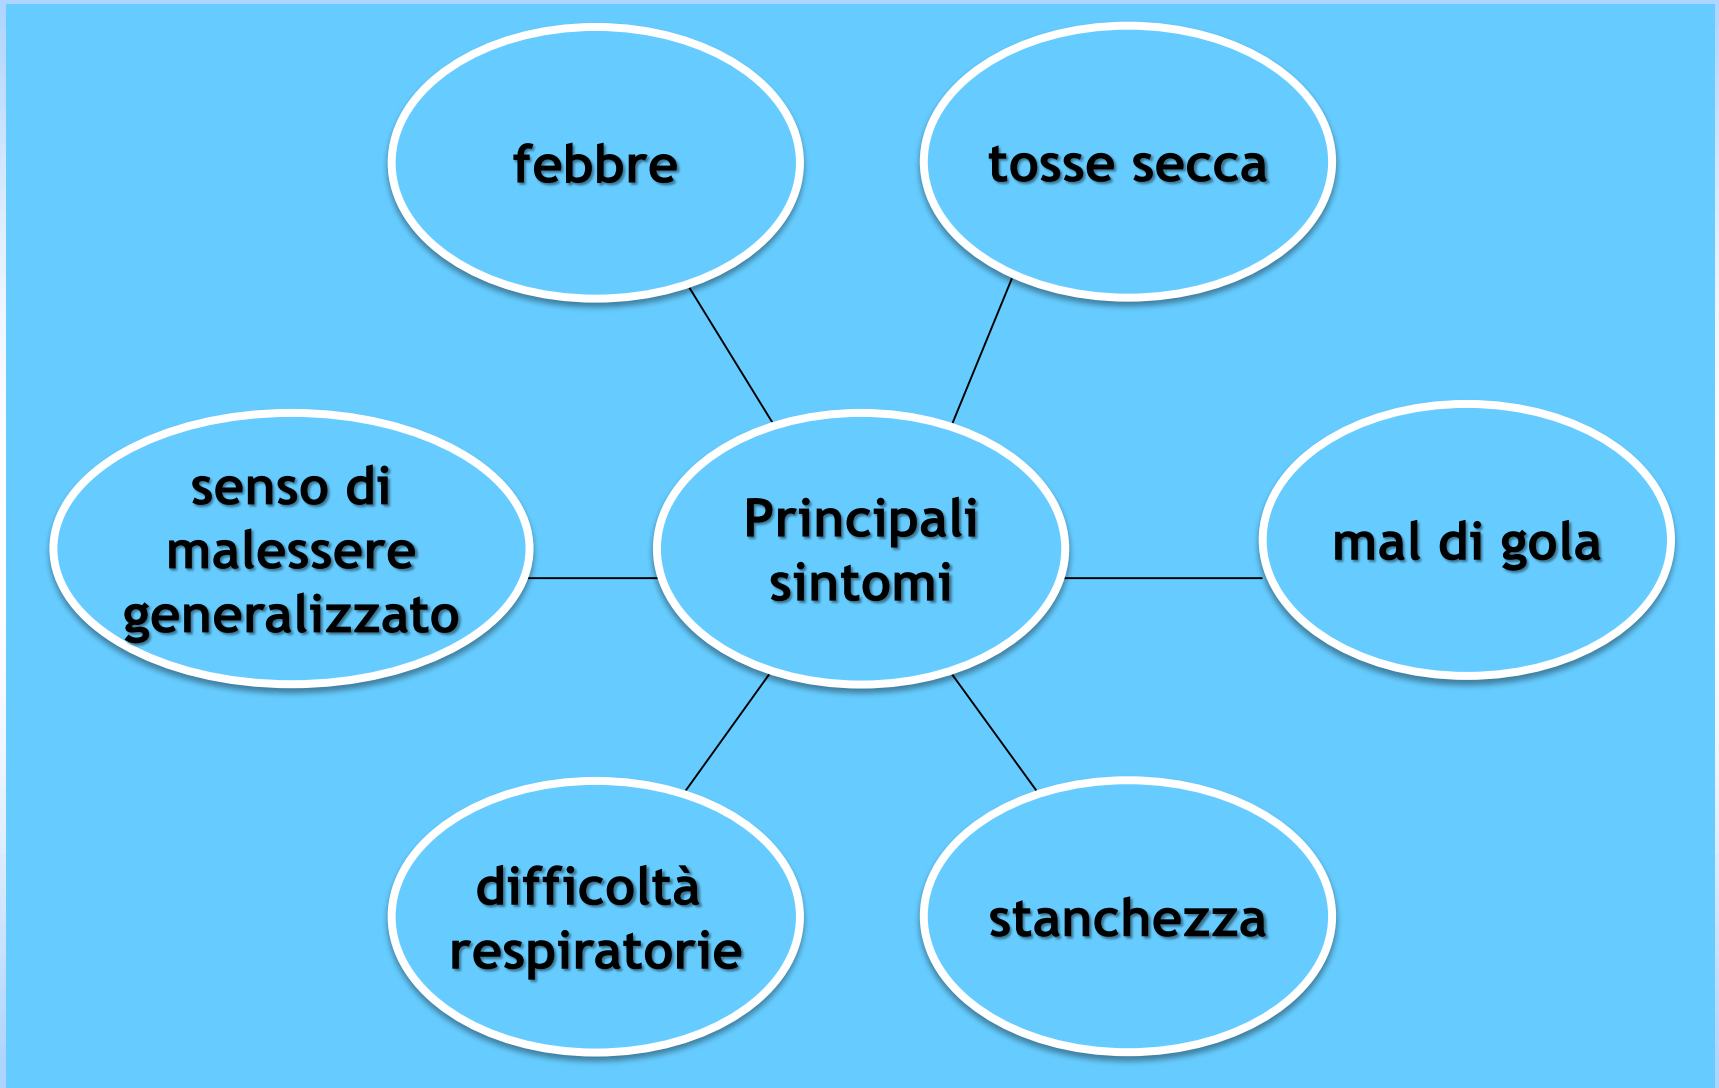 febbre
tosse secca
senso di
malessere
generalizzato
Principali
sintomi
mal di gola
difficoltà
respiratorie
stanchezza